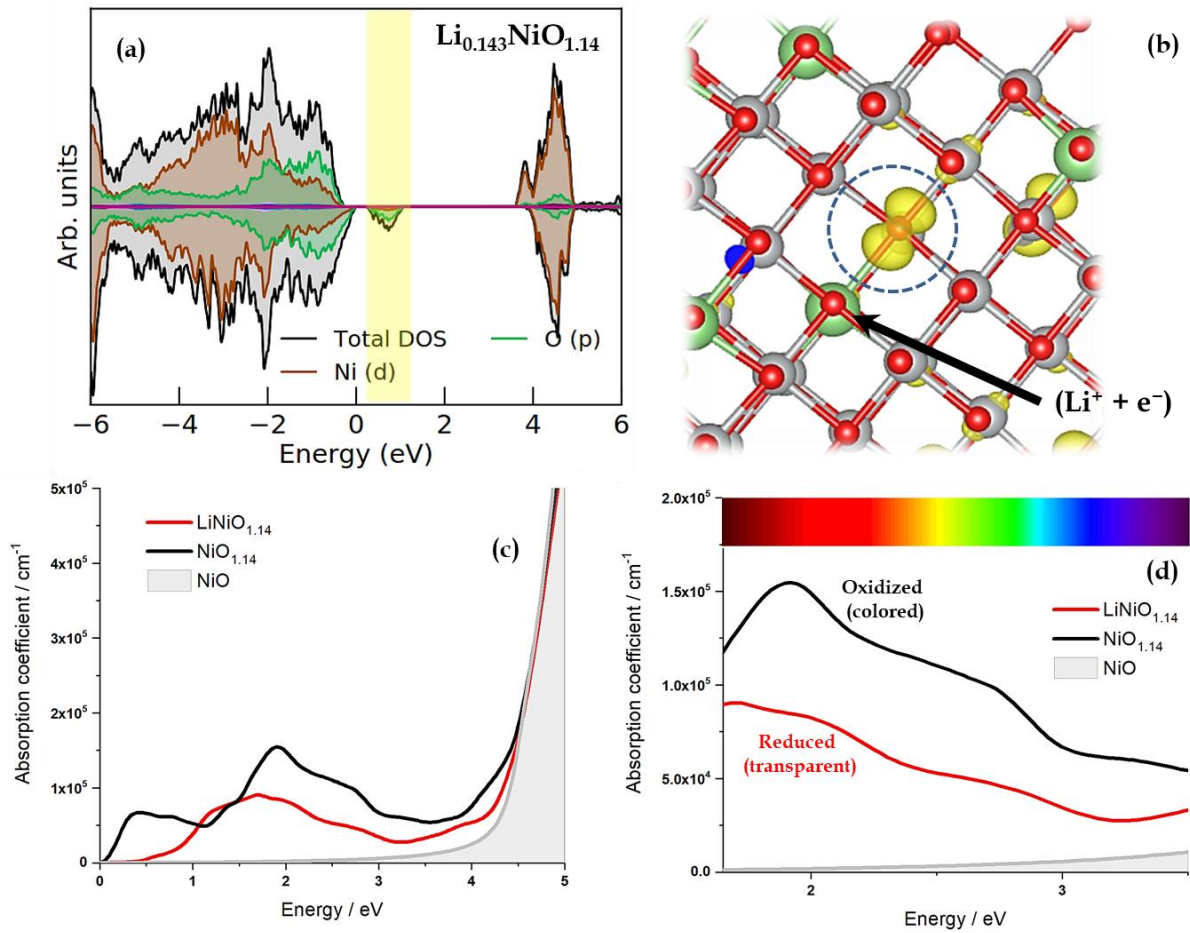 (a)
Li₀.₁₄₃NiO₁.₁₄
Arb. units
Total DOS
O (p)
Ni (d)
−6 −4 −2 0 2 4 6
Energy (eV)
(b)
(Li⁺ + e⁻)
5x10⁵
4x10⁵
3x10⁵
2x10⁵
1x10⁵
0
Absorption coefficient / cm⁻¹
LiNiO₁.₁₄
NiO₁.₁₄
NiO
(c)
0 1 2 3 4 5
Energy / eV
2.0x10⁵
1.5x10⁵
1.0x10⁵
5.0x10⁴
0.0
Absorption coefficient / cm⁻¹
(d)
Oxidized
(colored)
LiNiO₁.₁₄
NiO₁.₁₄
NiO
Reduced
(transparent)
2 3
Energy / eV